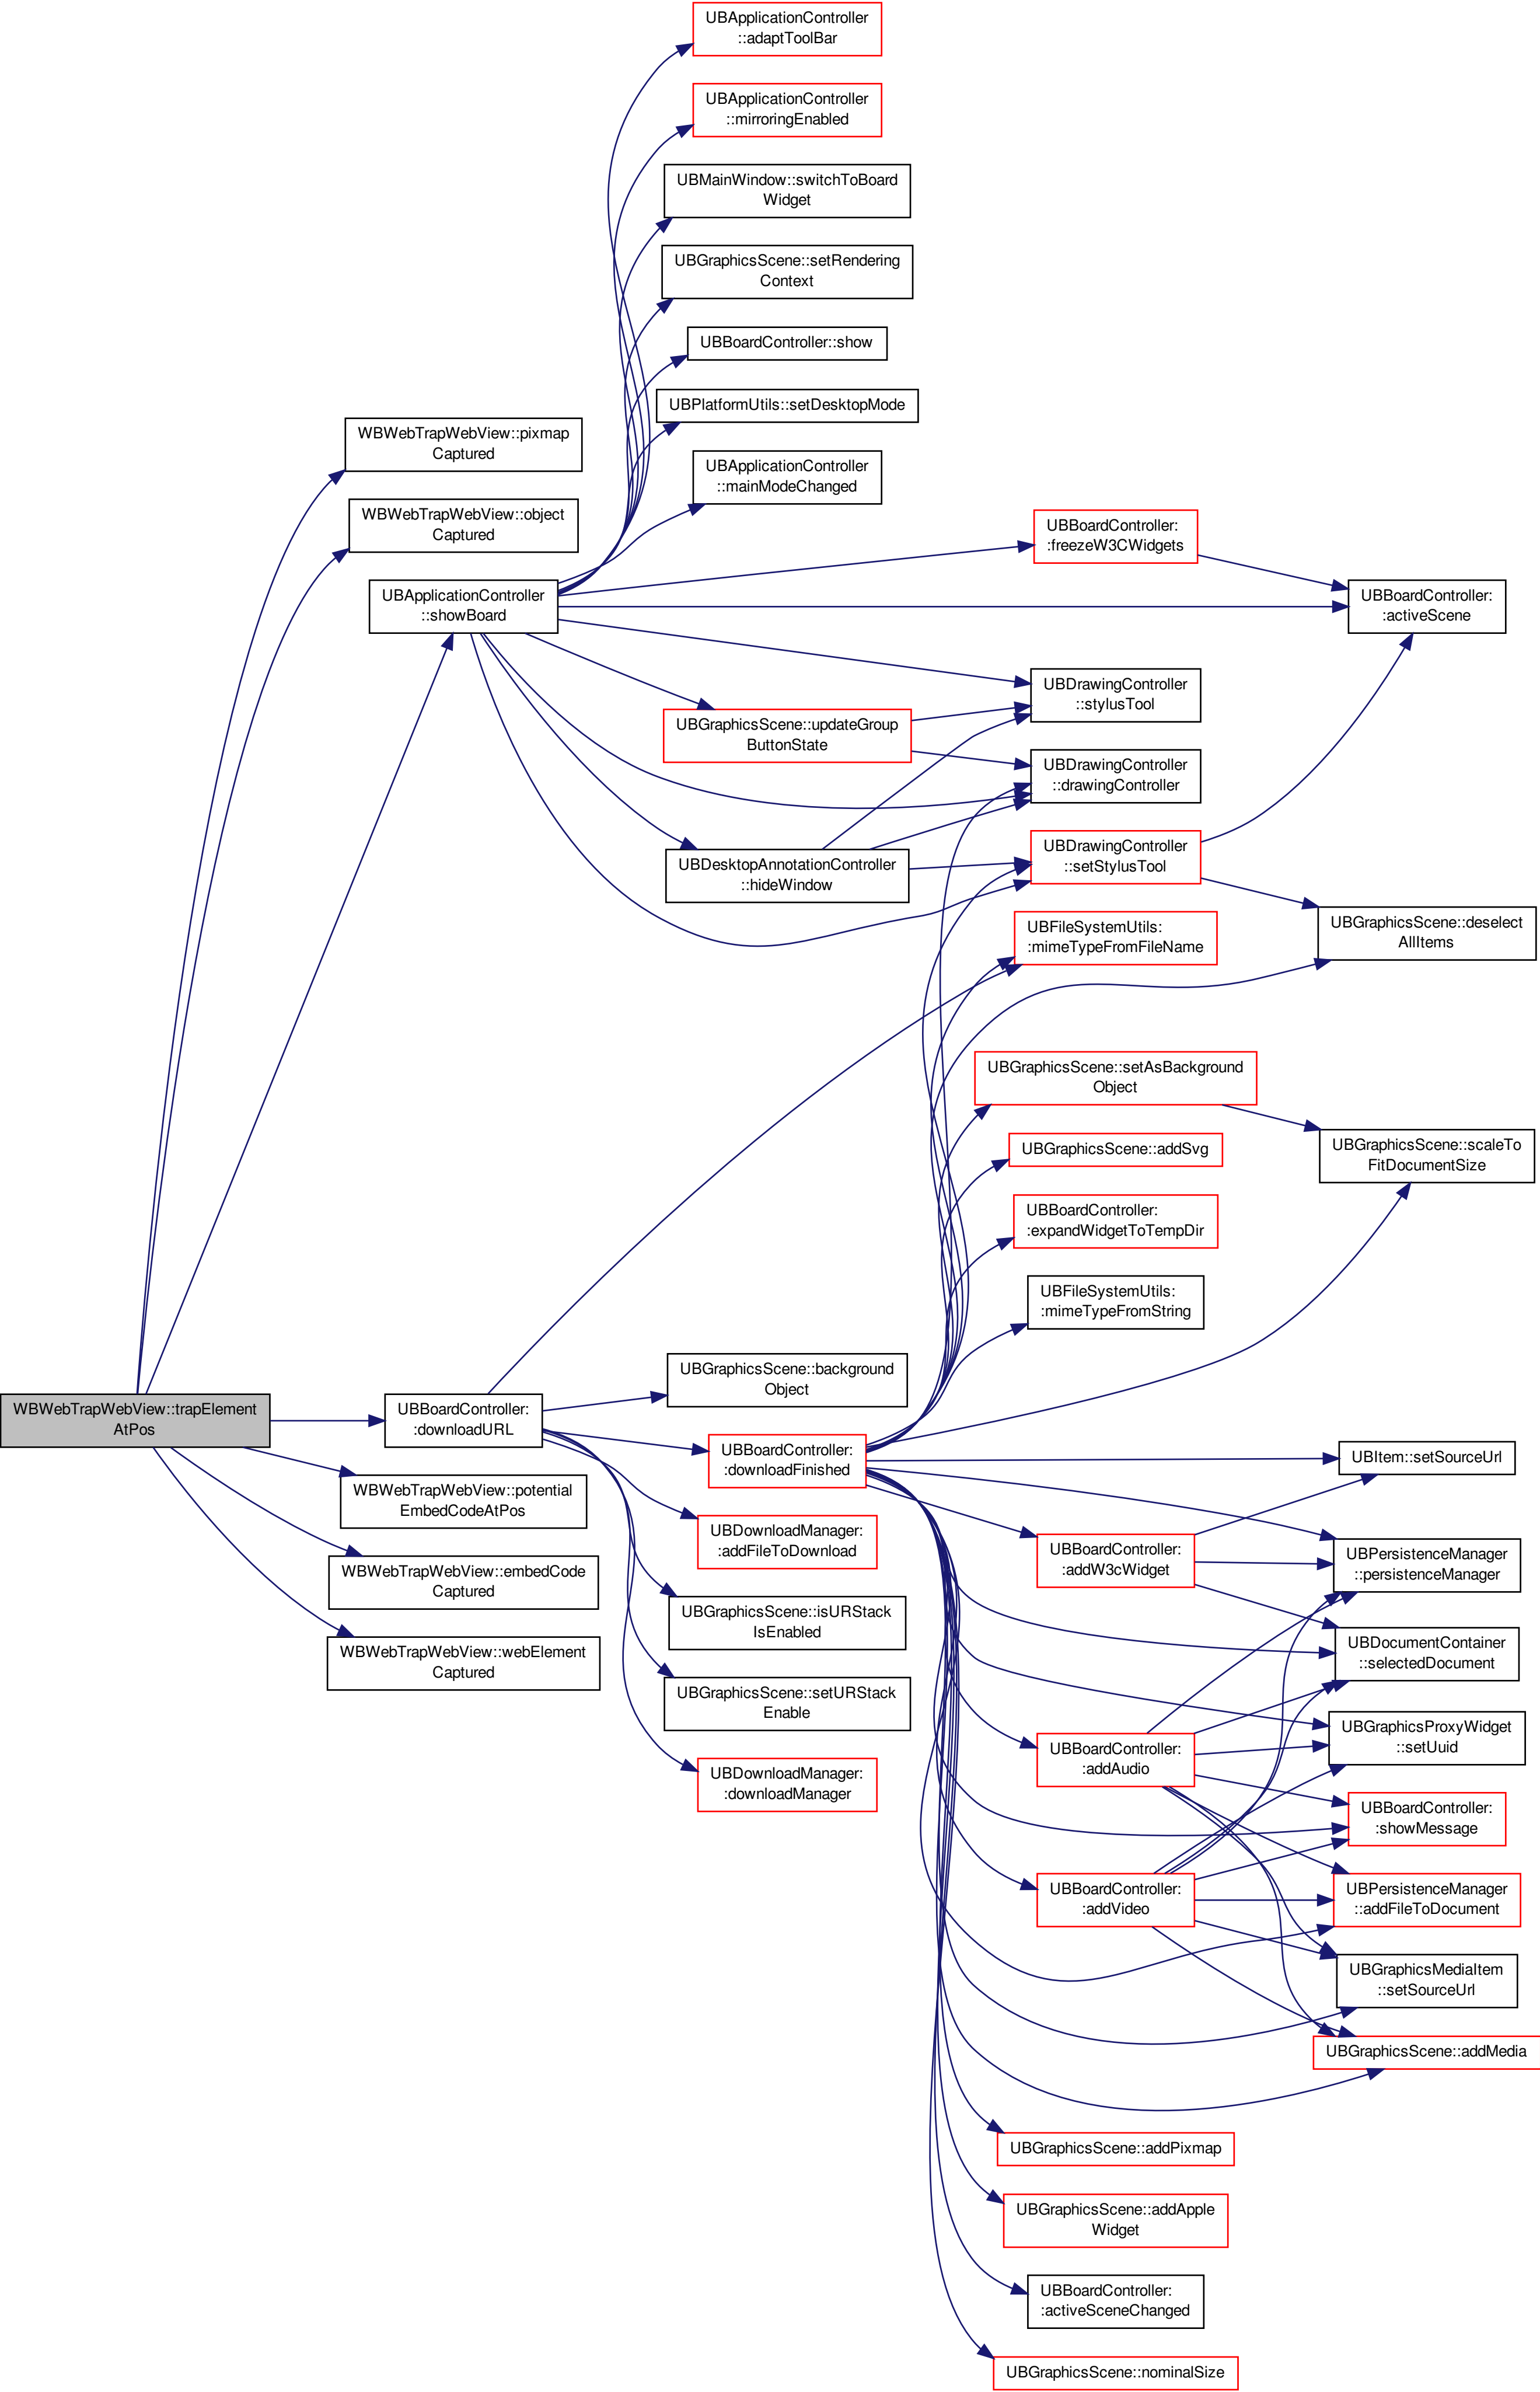 UBApplicationController
::adaptToolBar
UBApplicationController
::mirroringEnabled
UBMainWindow::switchToBoard
Widget
UBGraphicsScene::setRendering
Context
UBBoardController::show
UBPlatformUtils::setDesktopMode
WBWebTrapWebView::pixmap
Captured
UBApplicationController
::mainModeChanged
WBWebTrapWebView::object
Captured
UBBoardController:
:freezeW3CWidgets
UBApplicationController
::showBoard
UBBoardController:
:activeScene
UBDrawingController
::stylusTool
UBGraphicsScene::updateGroup
ButtonState
UBDrawingController
::drawingController
UBDesktopAnnotationController
::hideWindow
UBDrawingController
::setStylusTool
UBFileSystemUtils:
:mimeTypeFromFileName
UBGraphicsScene::deselect
AllItems
UBGraphicsScene::setAsBackground
Object
UBGraphicsScene::addSvg
UBGraphicsScene::scaleTo
FitDocumentSize
UBBoardController:
:expandWidgetToTempDir
UBFileSystemUtils:
:mimeTypeFromString
UBGraphicsScene::background
Object
WBWebTrapWebView::trapElement
AtPos
UBBoardController:
:downloadURL
UBBoardController:
:downloadFinished
UBItem::setSourceUrl
WBWebTrapWebView::potential
EmbedCodeAtPos
UBDownloadManager:
:addFileToDownload
UBBoardController:
:addW3cWidget
UBPersistenceManager
::persistenceManager
WBWebTrapWebView::embedCode
Captured
UBGraphicsScene::isURStack
IsEnabled
UBDocumentContainer
::selectedDocument
WBWebTrapWebView::webElement
Captured
UBGraphicsScene::setURStack
Enable
UBGraphicsProxyWidget
::setUuid
UBBoardController:
:addAudio
UBDownloadManager:
:downloadManager
UBBoardController:
:showMessage
UBBoardController:
:addVideo
UBPersistenceManager
::addFileToDocument
UBGraphicsMediaItem
::setSourceUrl
UBGraphicsScene::addMedia
UBGraphicsScene::addPixmap
UBGraphicsScene::addApple
Widget
UBBoardController:
:activeSceneChanged
UBGraphicsScene::nominalSize